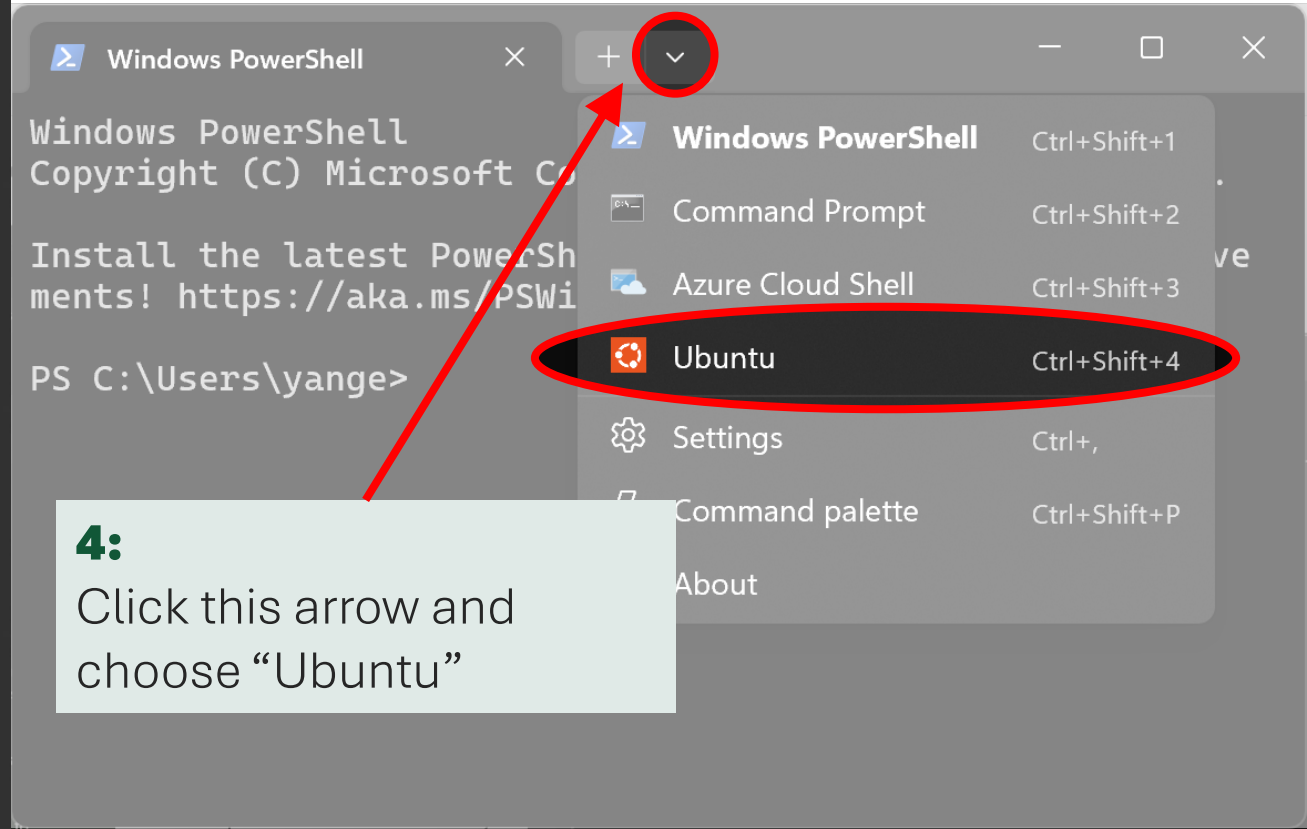 Windows PowerShell
Windows PowerShell
Copyright (C) Microsoft Co
.
Install the latest PowerSh
ve
ments! https://aka.ms/PSWi
PS C:\Users\yange>
Windows PowerShell Ctrl+Shift+1
Command Prompt Ctrl+Shift+2
Azure Cloud Shell Ctrl+Shift+3
Ubuntu Ctrl+Shift+4
Settings Ctrl+,
Command palette Ctrl+Shift+P
About
4:
Click this arrow and
choose “Ubuntu”